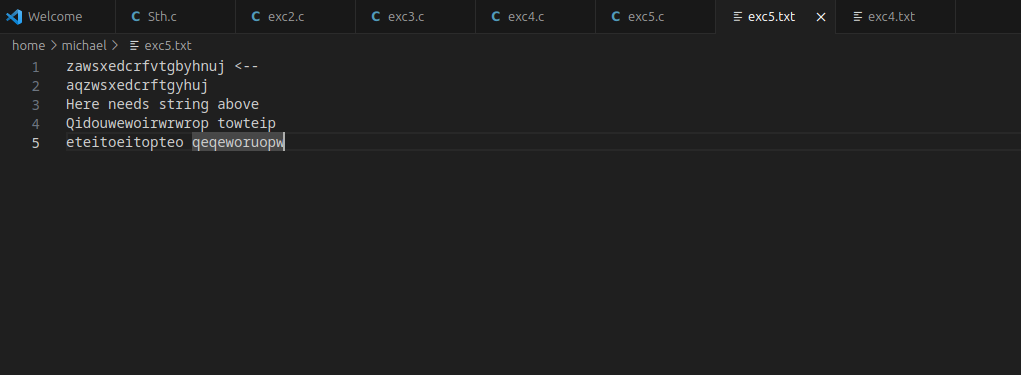 Welcome C Sth.c C exc2.c C exc3.c C exc4.c C exc5.c exc5.txt exc4.txt
home > michael > exc5.txt
1 zawsxedcrfvtgbyhnuj <--
2 aqzwsxedcrftgyhuj
3 Here needs string above
4 Qidouwewoirwrwrop towteip
5 eteitoeitopteo qeqeworuopw